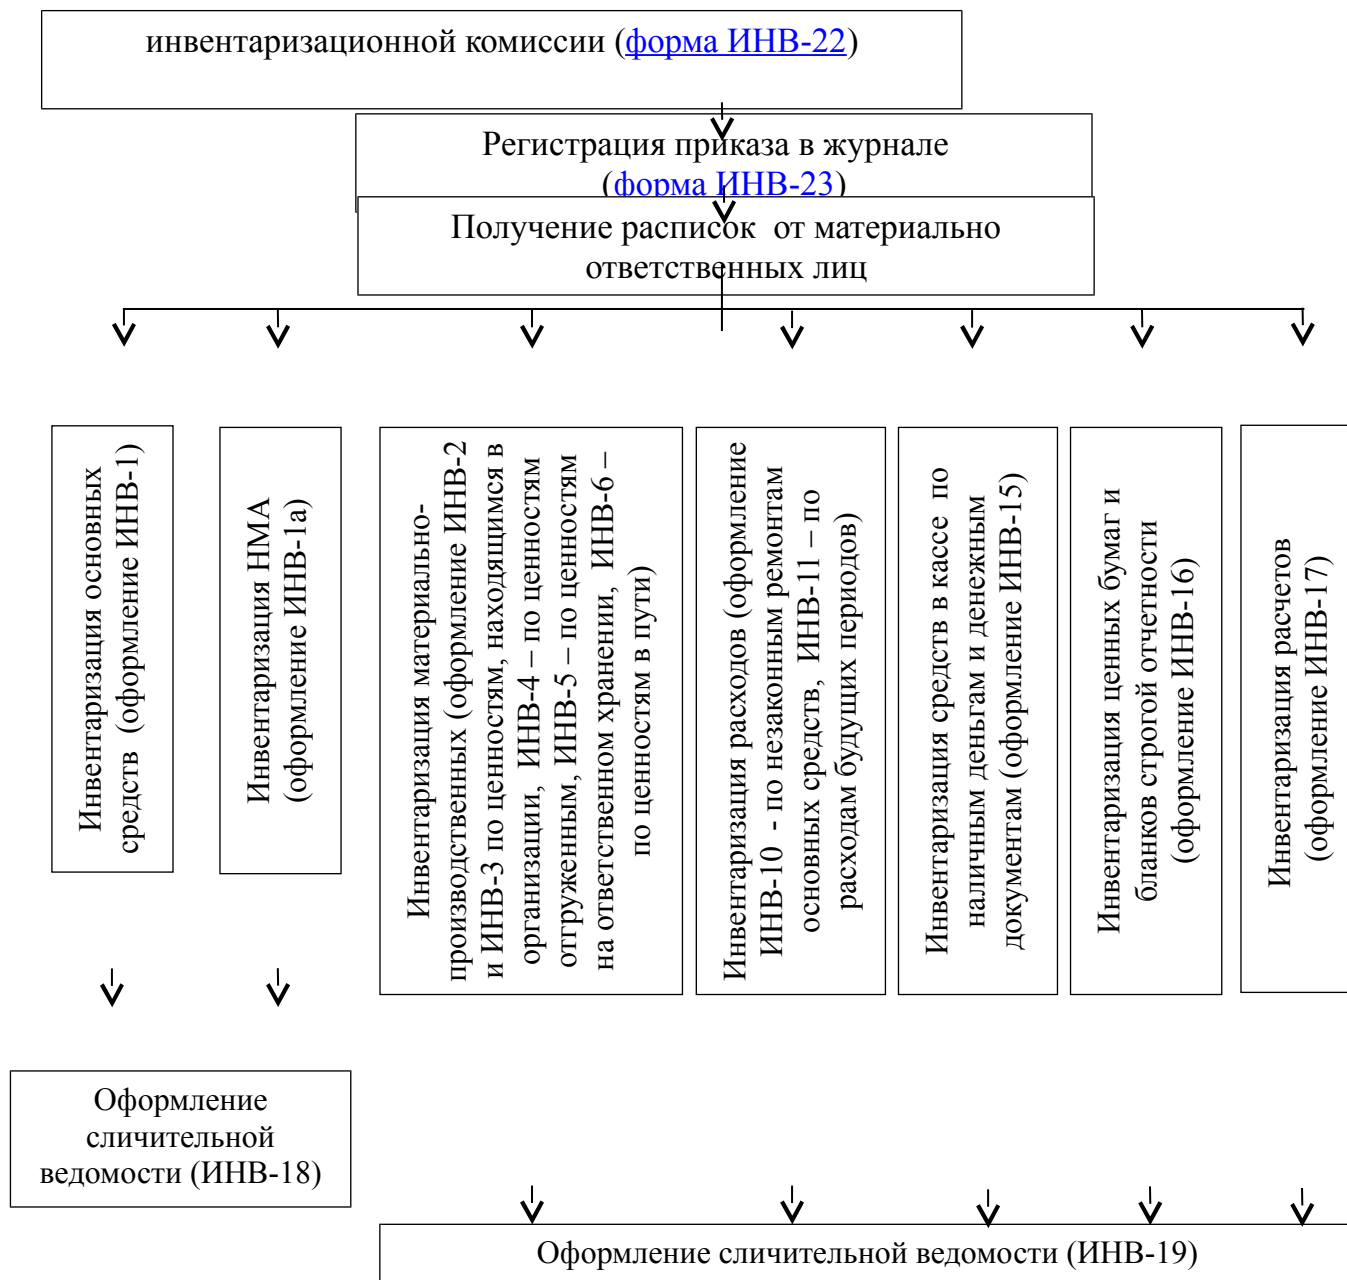 инвентаризационной комиссии (форма ИНВ-22)
Регистрация приказа в журнале
(форма ИНВ-23)
Получение расписок от материально
ответственных лиц
Инвентаризация основных
средств (оформление ИНВ-1)
Инвентаризация НМА
(оформление ИНВ-1а)
Инвентаризация материально-
производственных (оформление ИНВ-2
и ИНВ-3 по ценностям, находящимся в
организации, ИНВ-4 – по ценностям
отгруженным, ИНВ-5 – по ценностям
на ответственном хранении, ИНВ-6 –
по ценностям в пути)
Инвентаризация расходов (оформление
ИНВ-10 - по незаконным ремонтам
основных средств, ИНВ-11 – по
расходам будущих периодов)
Инвентаризация средств в кассе по
наличным деньгам и денежным
документам (оформление ИНВ-15)
Инвентаризация ценных бумаг и
бланков строгой отчетности
(оформление ИНВ-16)
Инвентаризация расчетов
(оформление ИНВ-17)
Оформление
сличительной
ведомости (ИНВ-18)
Оформление сличительной ведомости (ИНВ-19)